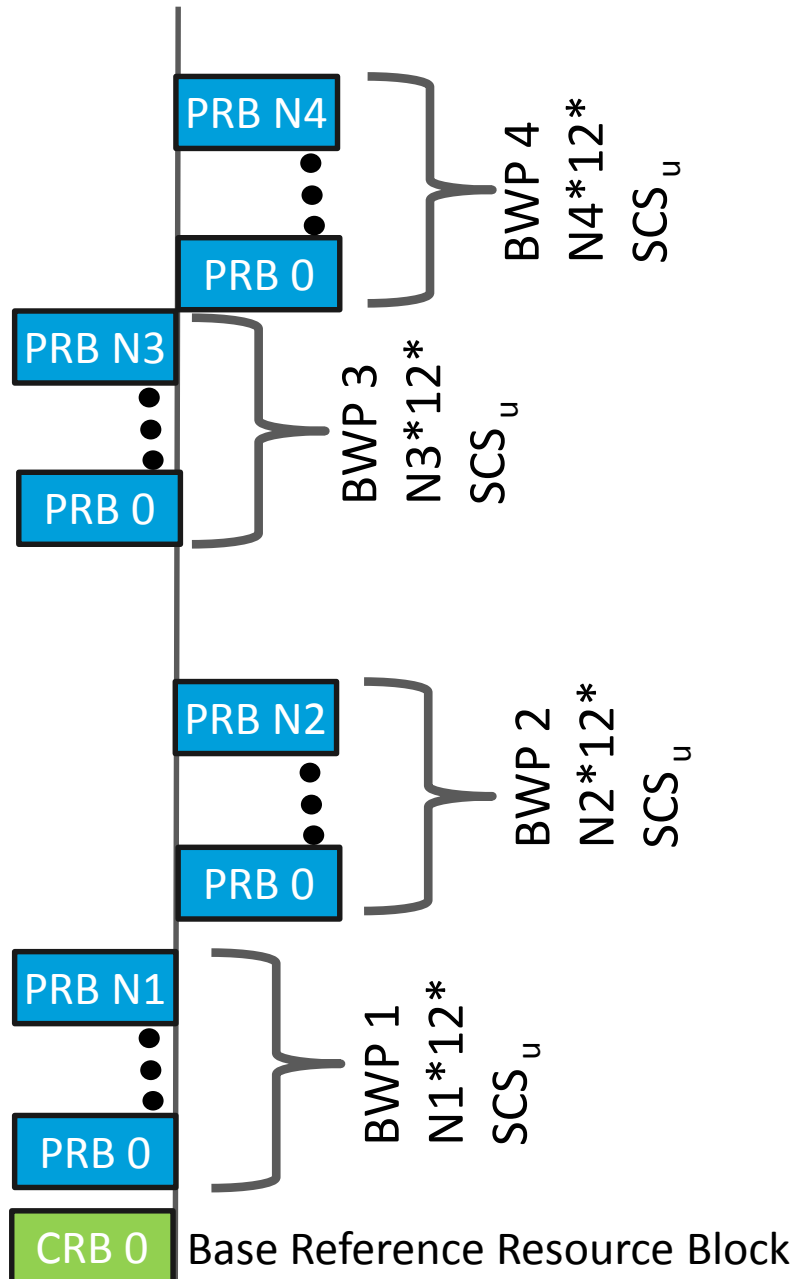 PRB N4
PRB 0
BWP 4
N4*12*
SCSu
PRB N3
PRB 0
BWP 3
N3*12*
SCSu
PRB N2
PRB 0
BWP 2
N2*12*
SCSu
PRB N1
PRB 0
BWP 1
N1*12*
SCSu
CRB 0
Base Reference Resource Block